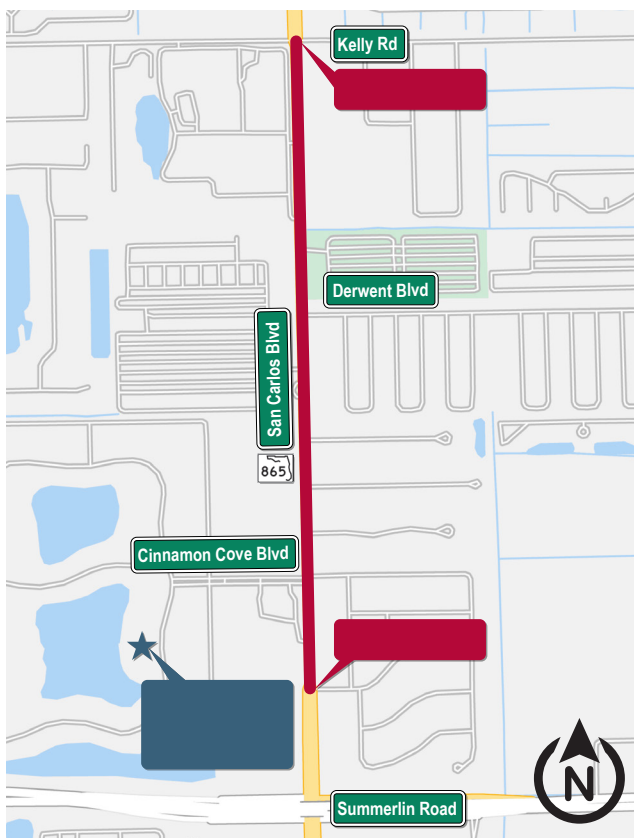 Kelly Rd
Derwent Blvd
San Carlos Blvd
865
Cinnamon Cove Blvd
Summerlin Road
N